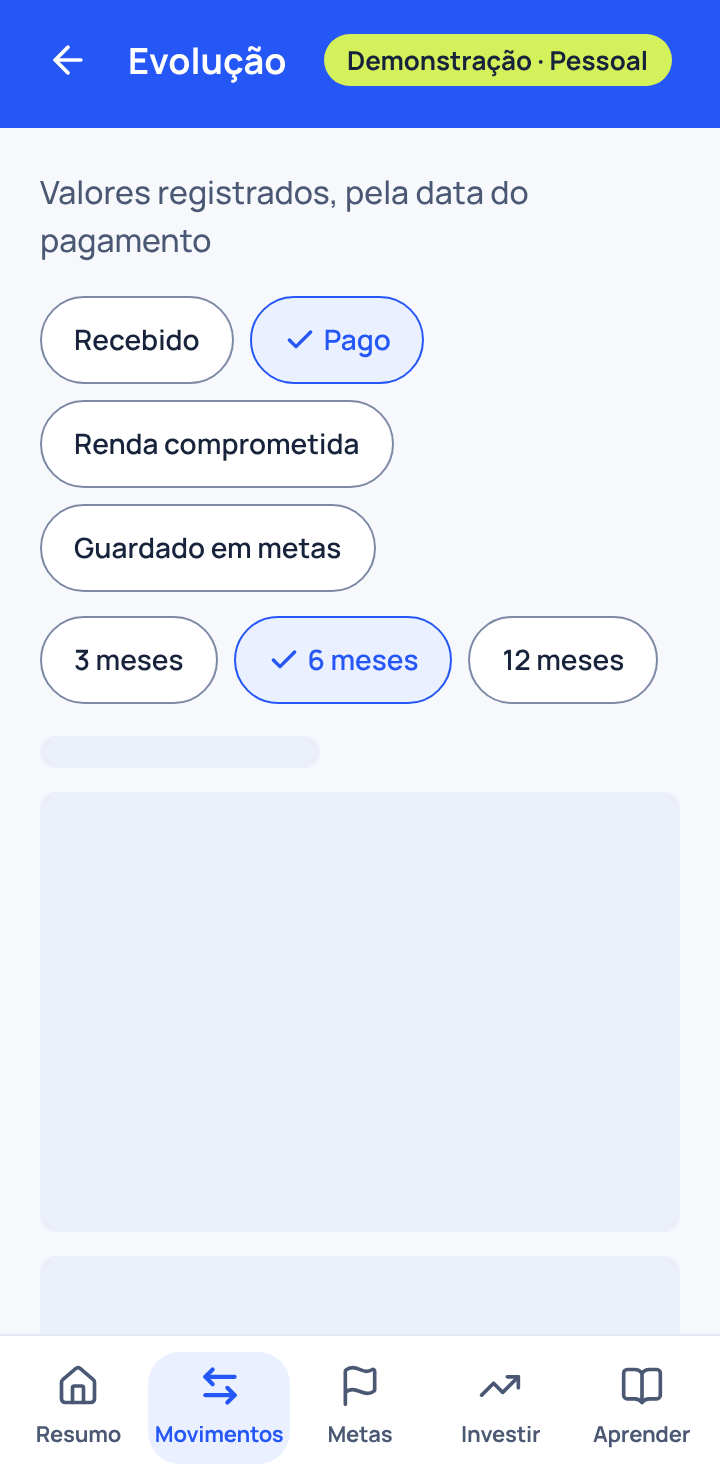 Evolução
Demonstração · Pessoal
Valores registrados, pela data do
pagamento
Recebido
Pago
Renda comprometida
Guardado em metas
3 meses
6 meses
12 meses
Resumo
Movimentos
Metas
Investir
Aprender